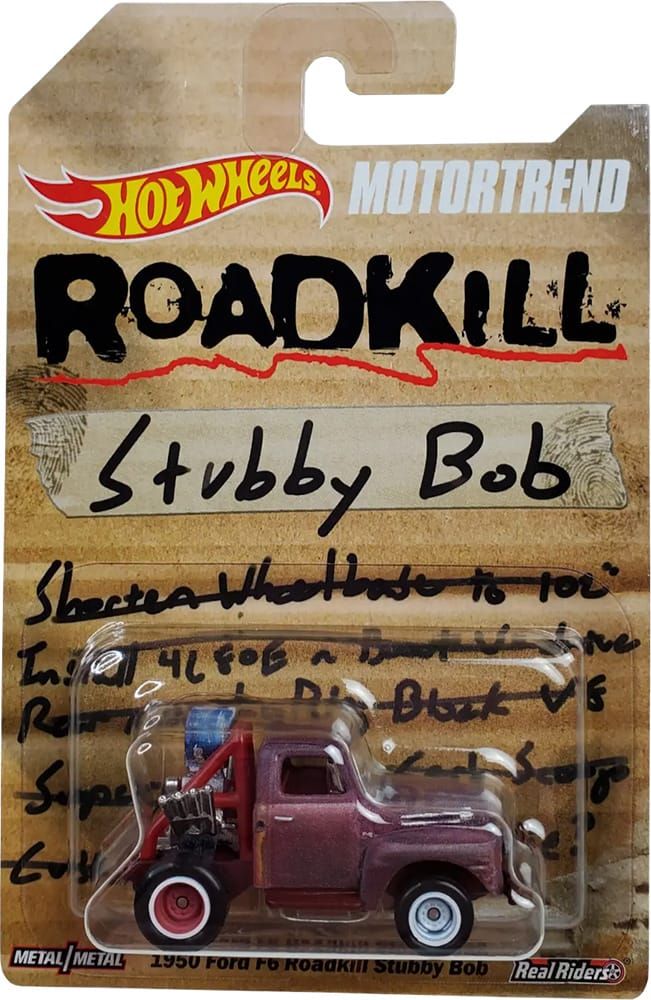 HOT WHEELS® MOTORTREND
ROADKILL
Stubby Bob
Shorten Wheelbase to 102"
Install 4L80E
Block V8
Scoop
METAL/METAL 1950 Ford F6 Roadkill Stubby Bob Real Riders®